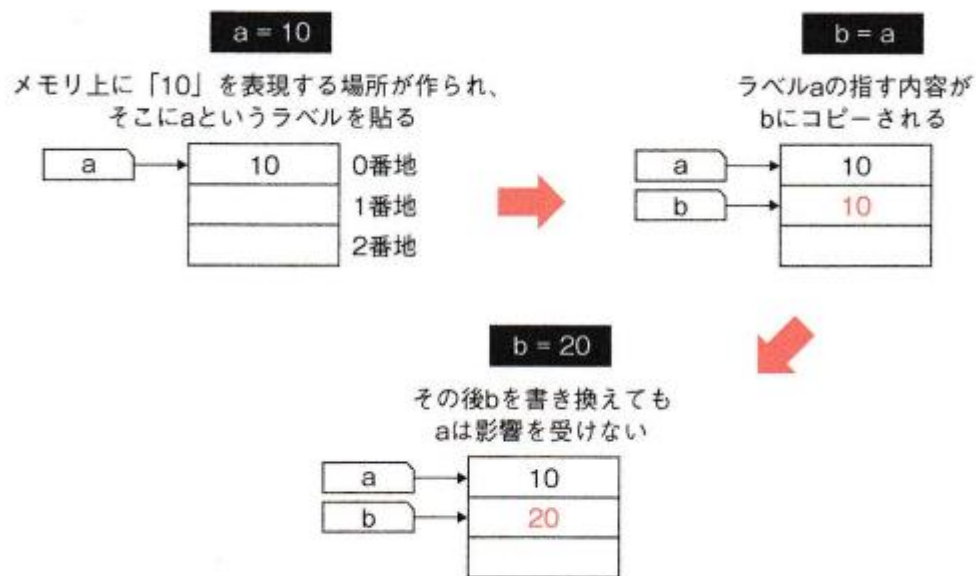 a = 10
メモリ上に「10」を表現する場所が作られ、
そこにaというラベルを貼る
a
10
0番地
1番地
2番地
b = a
ラベルaの指す内容が
bにコピーされる
a
10
b
10
b = 20
その後bを書き換えても
aは影響を受けない
a
10
b
20